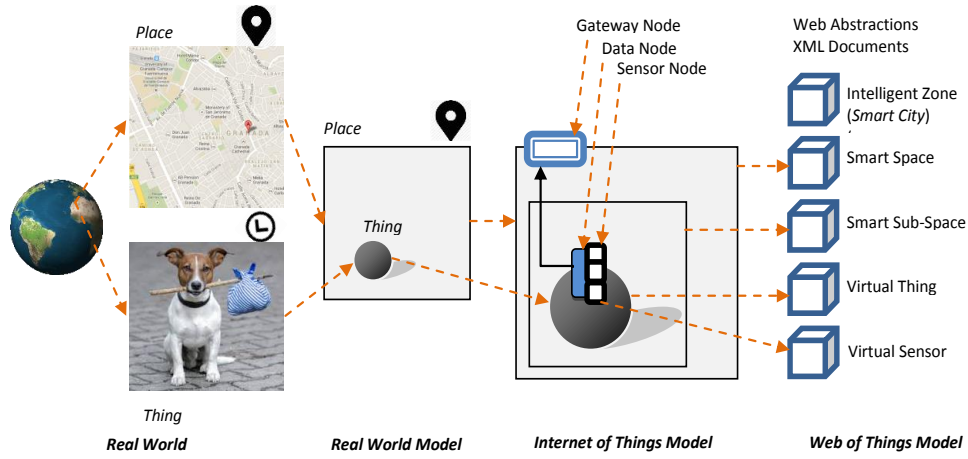 Place
Thing
Real World
GRANADA
Place
Thing
Real World Model
Gateway Node
Data Node
Sensor Node
Internet of Things Model
Web Abstractions
XML Documents
Intelligent Zone
(Smart City)
Smart Space
Smart Sub-Space
Virtual Thing
Virtual Sensor
Web of Things Model